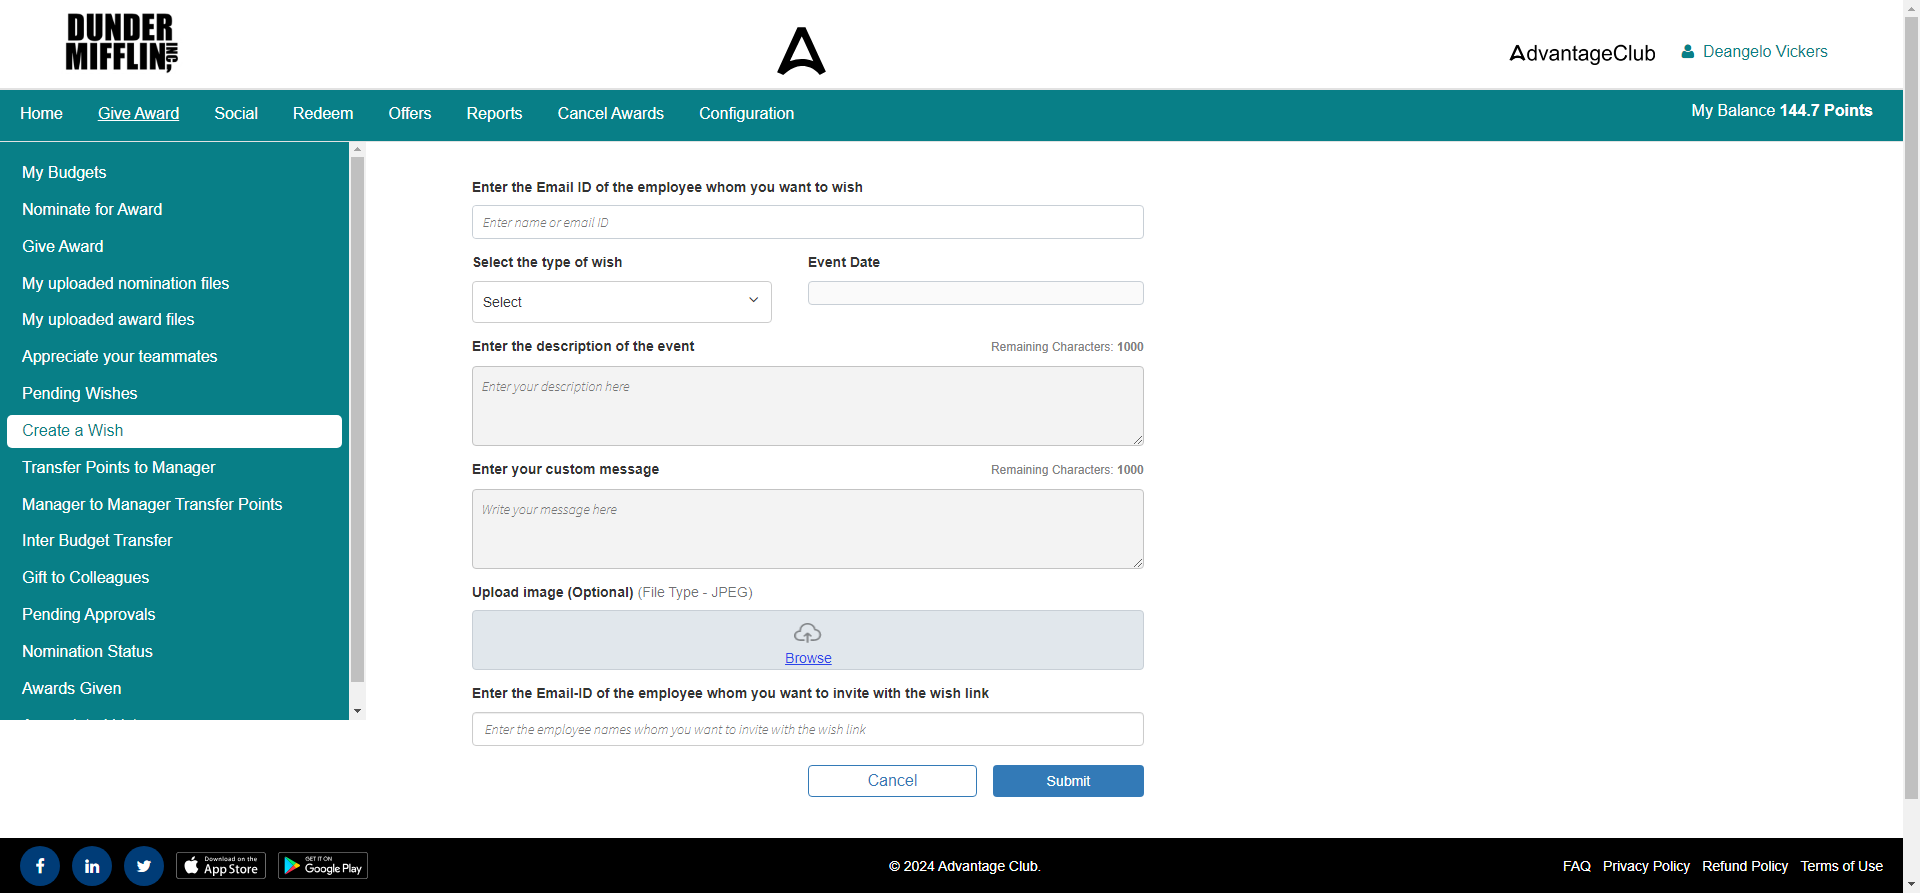 DUNDER
MIFFLIN INC,
AdvantageClub
Deangelo Vickers
Home
Give Award
Social
Redeem
Offers
Reports
Cancel Awards
Configuration
My Balance 144.7 Points
My Budgets
Nominate for Award
Give Award
My uploaded nomination files
My uploaded award files
Appreciate your teammates
Pending Wishes
Create a Wish
Transfer Points to Manager
Manager to Manager Transfer Points
Inter Budget Transfer
Gift to Colleagues
Pending Approvals
Nomination Status
Awards Given
Enter the Email ID of the employee whom you want to wish
Enter name or email ID
Select the type of wish
Event Date
Select
Enter the description of the event
Remaining Characters: 1000
Enter your description here
Enter your custom message
Remaining Characters: 1000
Write your message here
Upload image (Optional) (File Type - JPEG)
Browse
Enter the Email-ID of the employee whom you want to invite with the wish link
Enter the employee names whom you want to invite with the wish link
Cancel
Submit
Download on the
App Store
GET IT ON
Google Play
© 2024 Advantage Club.
FAQ
Privacy Policy
Refund Policy
Terms of Use